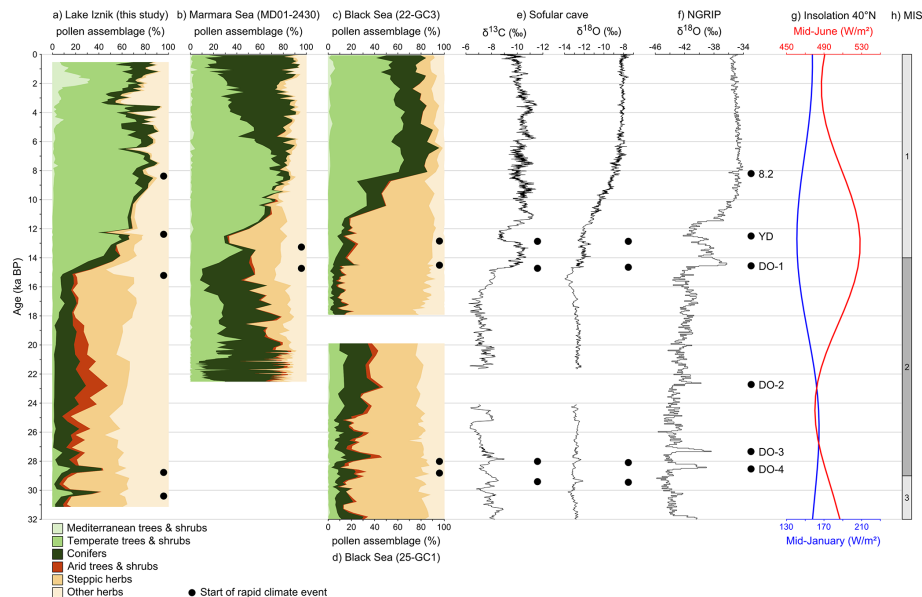 a) Lake Iznik (this study)
pollen assemblage (%)
b) Marmara Sea (MD01-2430)
pollen assemblage (%)
c) Black Sea (22-GC3)
pollen assemblage (%)
e) Sofular cave
δ¹³C (‰)
δ¹⁸O (‰)
f) NGRIP
δ¹⁸O (‰)
g) Insolation 40°N
Mid-June (W/m²)
h) MIS
0 20 40 60 80 100
0 20 40 60 80 100
0 20 40 60 80 100
-6 -8 -10 -12
-14 -12 -10 -8
-46 -42 -38 -34
450 490 530
Age (ka BP)
0
2
4
6
8
10
12
14
16
18
20
22
24
26
28
30
32
8.2
YD
DO-1
DO-2
DO-3
DO-4
1
2
3
0 20 40 60 80 100
pollen assemblage (%)
d) Black Sea (25-GC1)
130 170 210
Mid-January (W/m²)
Mediterranean trees & shrubs
Temperate trees & shrubs
Conifers
Arid trees & shrubs
Steppic herbs
Other herbs
Start of rapid climate event